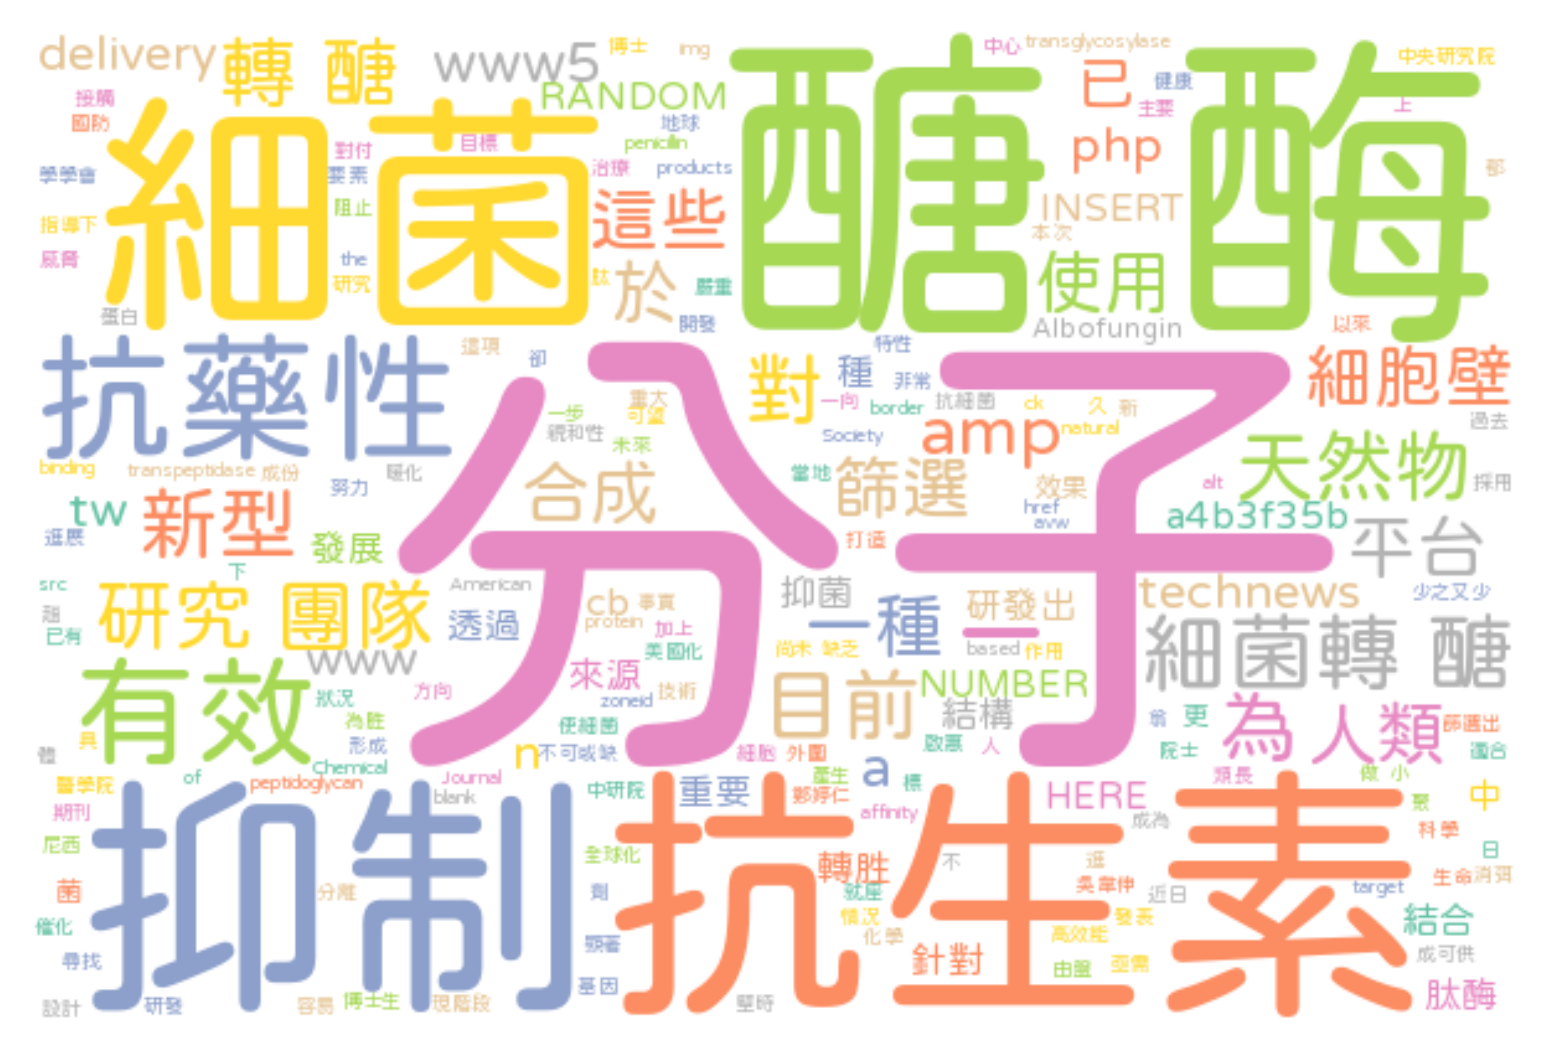 delivery
轉 醣
www5
博士
img
RANDOM
醣
酶
中心
transglycosylase
已
健康
主要
中央研究院
上
接觸
國防
細菌
對付
要素
目標
治療
地球
penicillin
products
php
學學會
指導下
阻止
這些
INSERT
本次
the
研究
於
肽
嚴重
開發
使用
蛋白
Albofungin
以來
抗藥性
這項
卻
分子
對
種
特性
非常
細胞壁
一步
重大
可望
親和性
未來
一向
border
抗細菌
ck
久
新
natural
過去
Society
amp
天然物
binding
transpeptidase
成份
暖化
努力
合成
當地
篩選
效果
href
avw
alt
採用
tw
新型
進展
發展
打造
a4b3f35b
平台
下
src
已有
研究 團隊
American
透過
cb
事實
protein
加上
美國化
抑菌
一種
研發出
一
based
作用
technews
少之又少
尚未
缺乏
細菌轉 醣
www
有效
狀況
為胜
形成
具
體
方向
來源
zoneid
技術
使細菌
目前
NUMBER
結構
啟惠
人
翁
更
院士
為
人類
篩選出
適合
Chemical
n
不可或缺
細胞
外圍
醫學院
of
peptidoglycan
Journal
blank
中研院
重要
產生
鄭婷仁
a
標
affinity
HERE
成為
類長
做
小
中
期刊
尼西
菌
催化
尋找
設計
研發
抑制
分離
容易
博士生
現階段
全球化
劑
顯著
基因
抗生素
轉胜
就座
情況
化學
堅時
不
針對
進
吳韋伸
近日
發表
高效能
由盤
亟需
聚
科學
日
生命
消弭
target
結合
成可供
肽酶